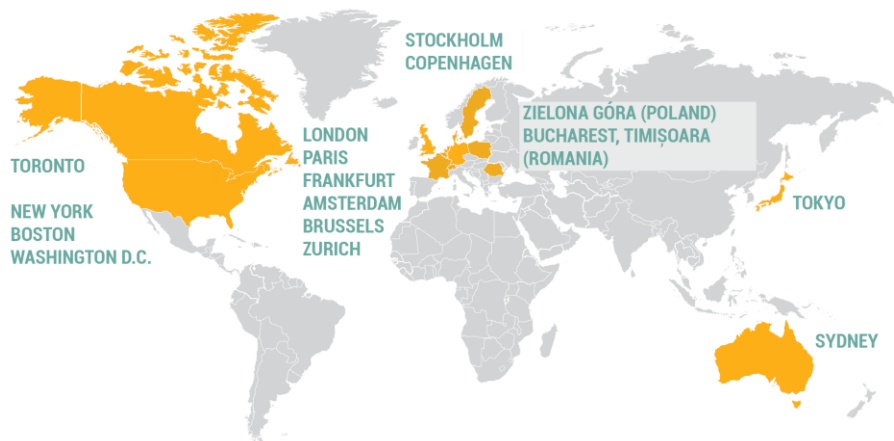 STOCKHOLM
COPENHAGEN
ZIELONA GÓRA (POLAND)
BUCHAREST, TIMIȘOARA
(ROMANIA)
LONDON
PARIS
FRANKFURT
AMSTERDAM
BRUSSELS
ZURICH
TORONTO
NEW YORK
BOSTON
WASHINGTON D.C.
TOKYO
SYDNEY